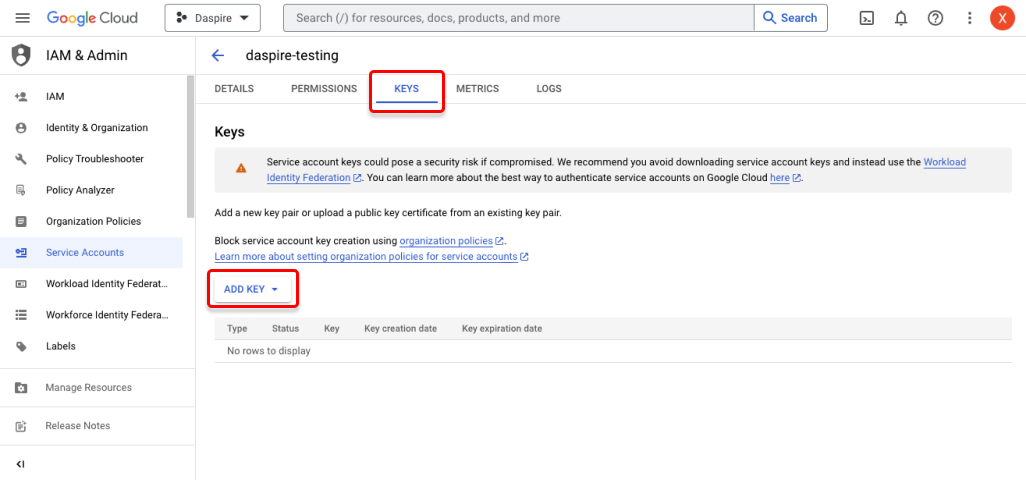 Google Cloud
Daspire
Search (/) for resources, docs, products, and more
Search
X
IAM & Admin
daspire-testing
DETAILS
PERMISSIONS
KEYS
METRICS
LOGS
IAM
Identity & Organization
Policy Troubleshooter
Policy Analyzer
Organization Policies
Service Accounts
Workload Identity Federat...
Workforce Identity Federa...
Labels
Manage Resources
Release Notes
Keys
Service account keys could pose a security risk if compromised. We recommend you avoid downloading service account keys and instead use the Workload
Identity Federation. You can learn more about the best way to authenticate service accounts on Google Cloud here.
Add a new key pair or upload a public key certificate from an existing key pair.
Block service account key creation using organization policies.
Learn more about setting organization policies for service accounts
ADD KEY
Type Status Key Key creation date Key expiration date
No rows to display